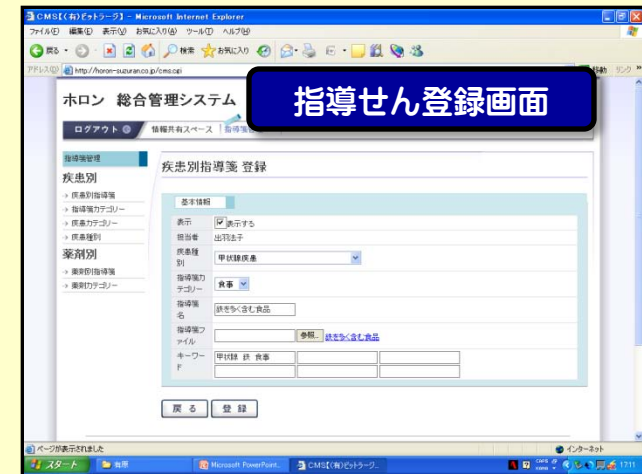 CMS[(有)ピットラーク] - Microsoft Internet Explorer
ファイル(F) 編集(E) 表示(V) お気に入り(A) ツール(T) ヘルプ(H)
戻る 検索 お気に入り
アドレス(D) http://horon-suzuran.co.jp/cms.cgi 移動 リンク »
ホロン 総合管理システム
指導せん登録画面
ログアウト 情報共有スペース
指導箋管理
疾患別
→ 疾患別指導箋
→ 指導箋カテゴリー
→ 疾患カテゴリー
→ 疾患種別
薬剤別
→ 薬剤別指導箋
→ 薬剤カテゴリー
疾患別指導箋 登録
基本情報
表示 表示する
担当者 出羽法子
疾患種別 甲状腺疾患
指導箋カテゴリー 食事
指導箋名 鉄を多く含む食品
指導箋ファイル 参照... 鉄を多く含む食品
キーワード 甲状腺 鉄 食事
戻る 登録
ページが表示されました インターネット
スタート 有限 Microsoft PowerPoint... CMS[(有)ピットラーク... 17:11